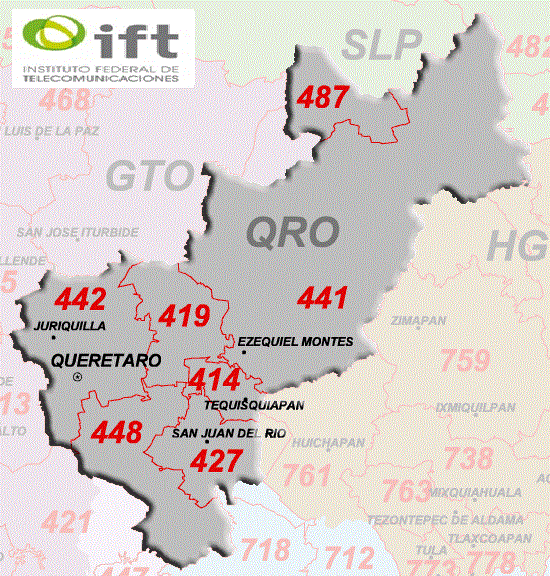 ift
INSTITUTO FEDERAL DE
TELECOMUNICACIONES
SLP
482
468
487
LUIS DE LA PAZ
GTO
QRO
SAN JOSE ITURBIDE
HG
LLENDE
442
419
441
ZIMAPAN
JURIQUILLA
EZEQUIEL MONTES
759
QUERETARO
414
TEQUISQUIAPAN
IXMIQUILPAN
13
ALTO
448
SAN JUAN DEL RIO
HUICHAPAN
427
761
738
763
MIXQUIAHUALA
421
TEZONTEPEC DE ALDAMA
TLAXCOAPAN
718
712
TULA
447
773
778